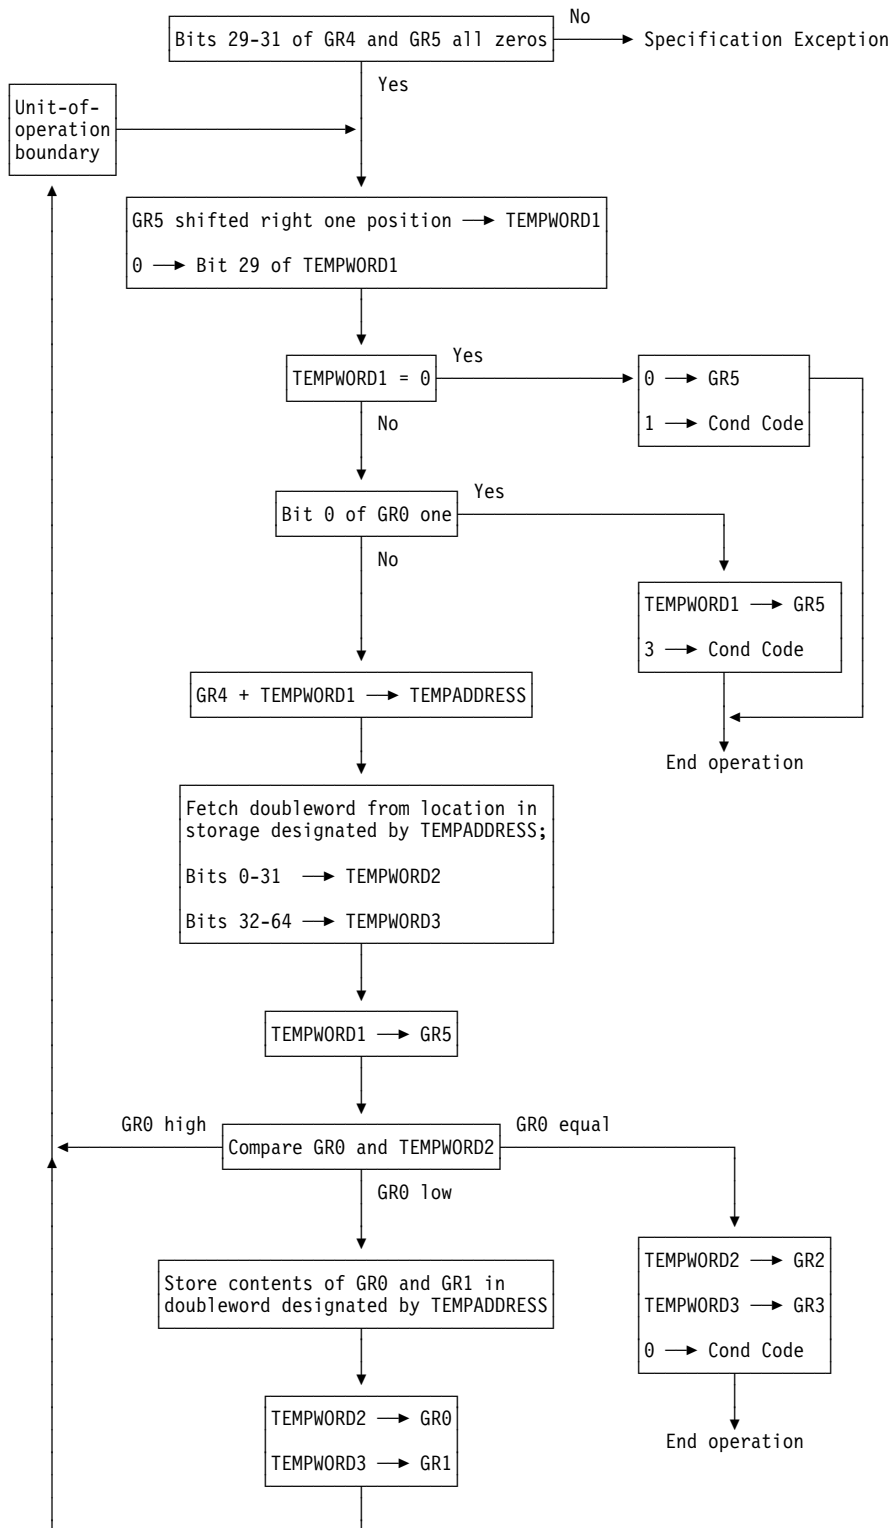 No
Bits 29-31 of GR4 and GR5 all zeros → Specification Exception
Yes
Unit-of-
operation
boundary
GR5 shifted right one position → TEMPWORD1
0 → Bit 29 of TEMPWORD1
Yes
TEMPWORD1 = 0
0 → GR5
1 → Cond Code
No
Yes
Bit 0 of GR0 one
No
TEMPWORD1 → GR5
3 → Cond Code
GR4 + TEMPWORD1 → TEMPADDRESS
End operation
Fetch doubleword from location in
storage designated by TEMPADDRESS;
Bits 0-31 → TEMPWORD2
Bits 32-64 → TEMPWORD3
TEMPWORD1 → GR5
GR0 high
GR0 equal
Compare GR0 and TEMPWORD2
GR0 low
Store contents of GR0 and GR1 in
doubleword designated by TEMPADDRESS
TEMPWORD2 → GR2
TEMPWORD3 → GR3
0 → Cond Code
TEMPWORD2 → GR0
TEMPWORD3 → GR1
End operation